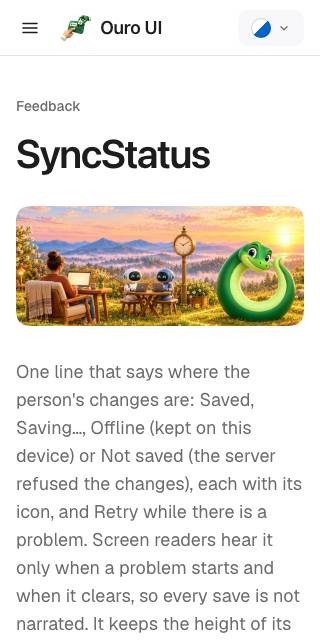 Ouro UI
Feedback
SyncStatus
One line that says where the
person's changes are: Saved,
Saving..., Offline (kept on this
device) or Not saved (the server
refused the changes), each with its
icon, and Retry while there is a
problem. Screen readers hear it
only when a problem starts and
when it clears, so every save is not
narrated. It keeps the height of its